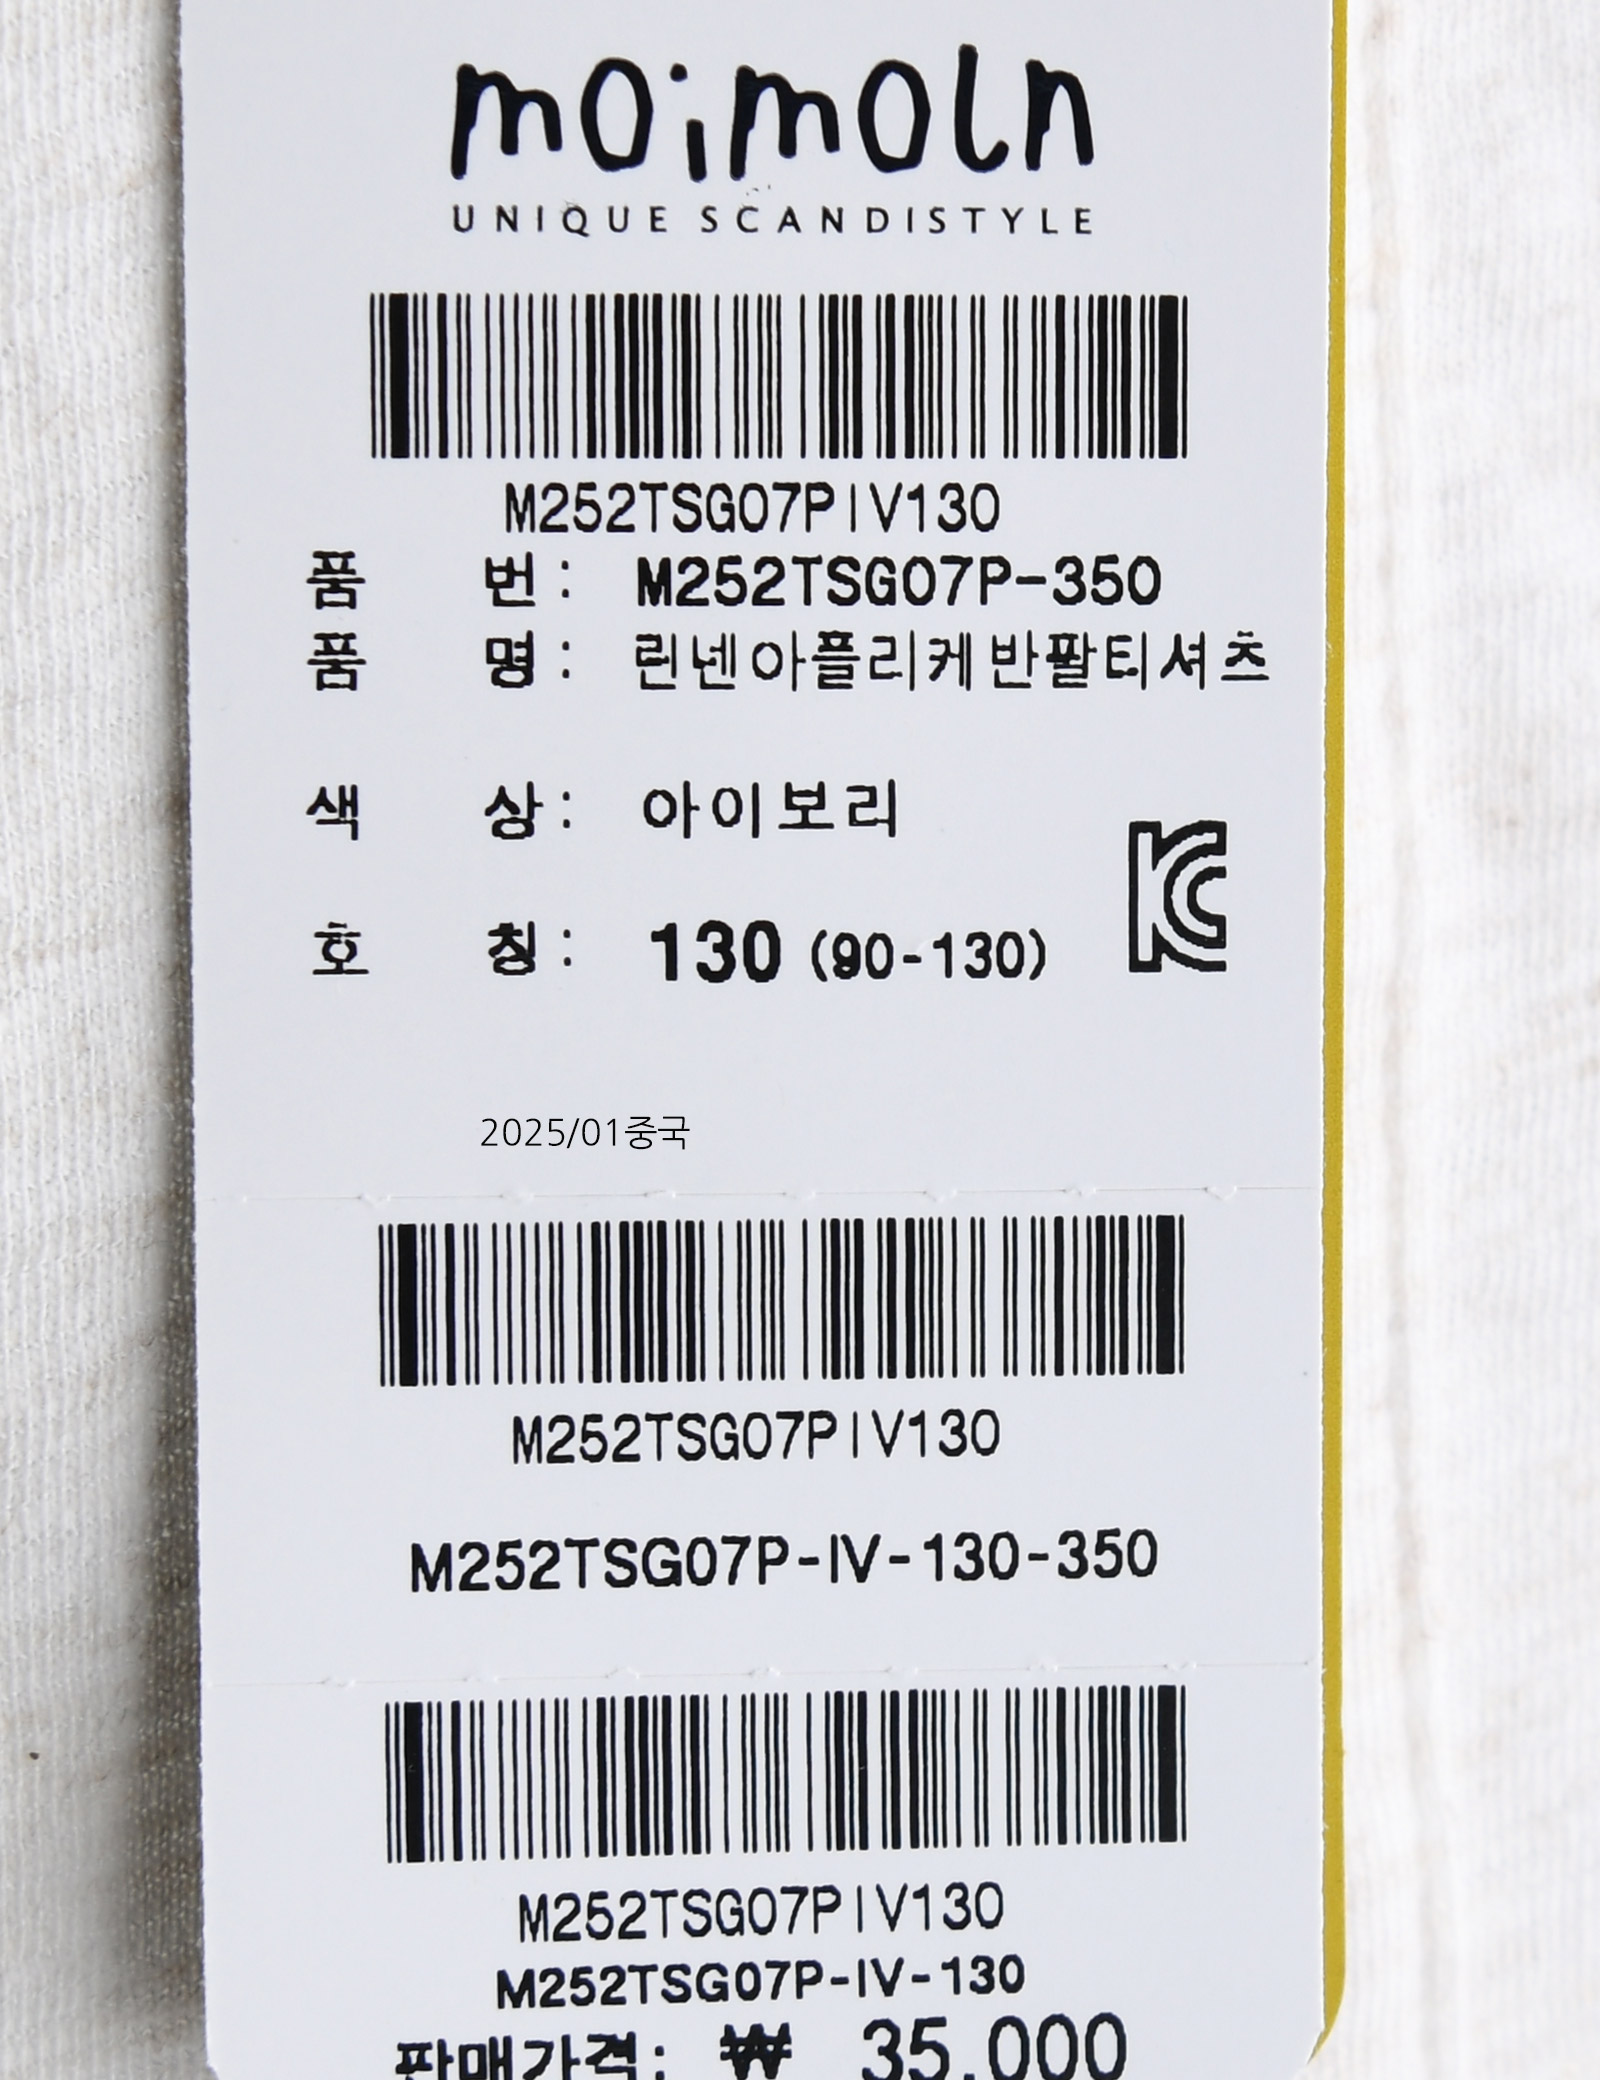 moimoln
UNIQUE SCANDISTYLE
M252TSG07PIV130
품 번: M252TSG07P-350
품 명: 린넨아플리케반팔티셔츠
색 상: 아이보리
호 칭: 130 (90-130)
2025/01중국
M252TSG07PIV130
M252TSG07P-IV-130-350
M252TSG07PIV130
M252TSG07P-IV-130
판매가격: ₩ 35,000